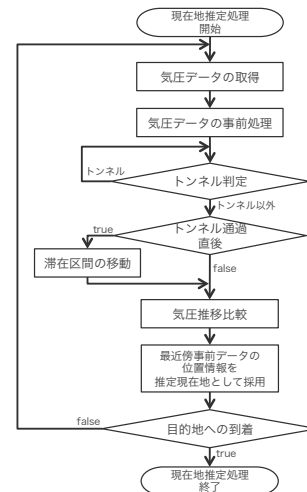 現在地推定処理
開始
気圧データの取得
気圧データの事前処理
トンネル
トンネル判定
トンネル以外
true
トンネル通過
直後
滞在区間の移動
false
気圧推移比較
最近傍事前データの
位置情報を
推定現在地として採用
false
目的地への到着
true
現在地推定処理
終了